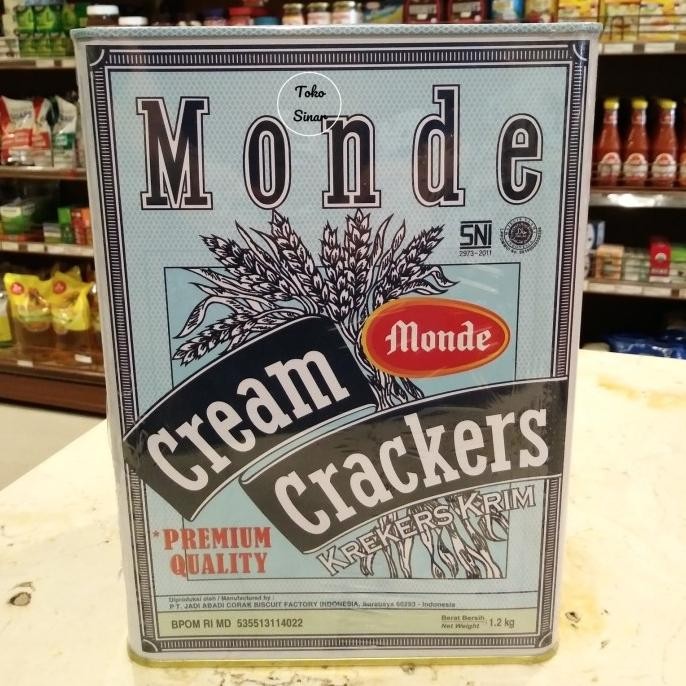 Toko
Sinar
Monde
SNI
2973-2011
Monde
Cream
Crackers
KREKERS KRIM
*PREMIUM
QUALITY
Diproduksi oleh / Manufactured by :
P T. JADI ABADI CORAK BISCUIT FACTORY INDONESIA, Surabaya 60293 - Indonesia
BPOM RI MD 535513114022
Berat Bersih
Net Weight 1.2 kg